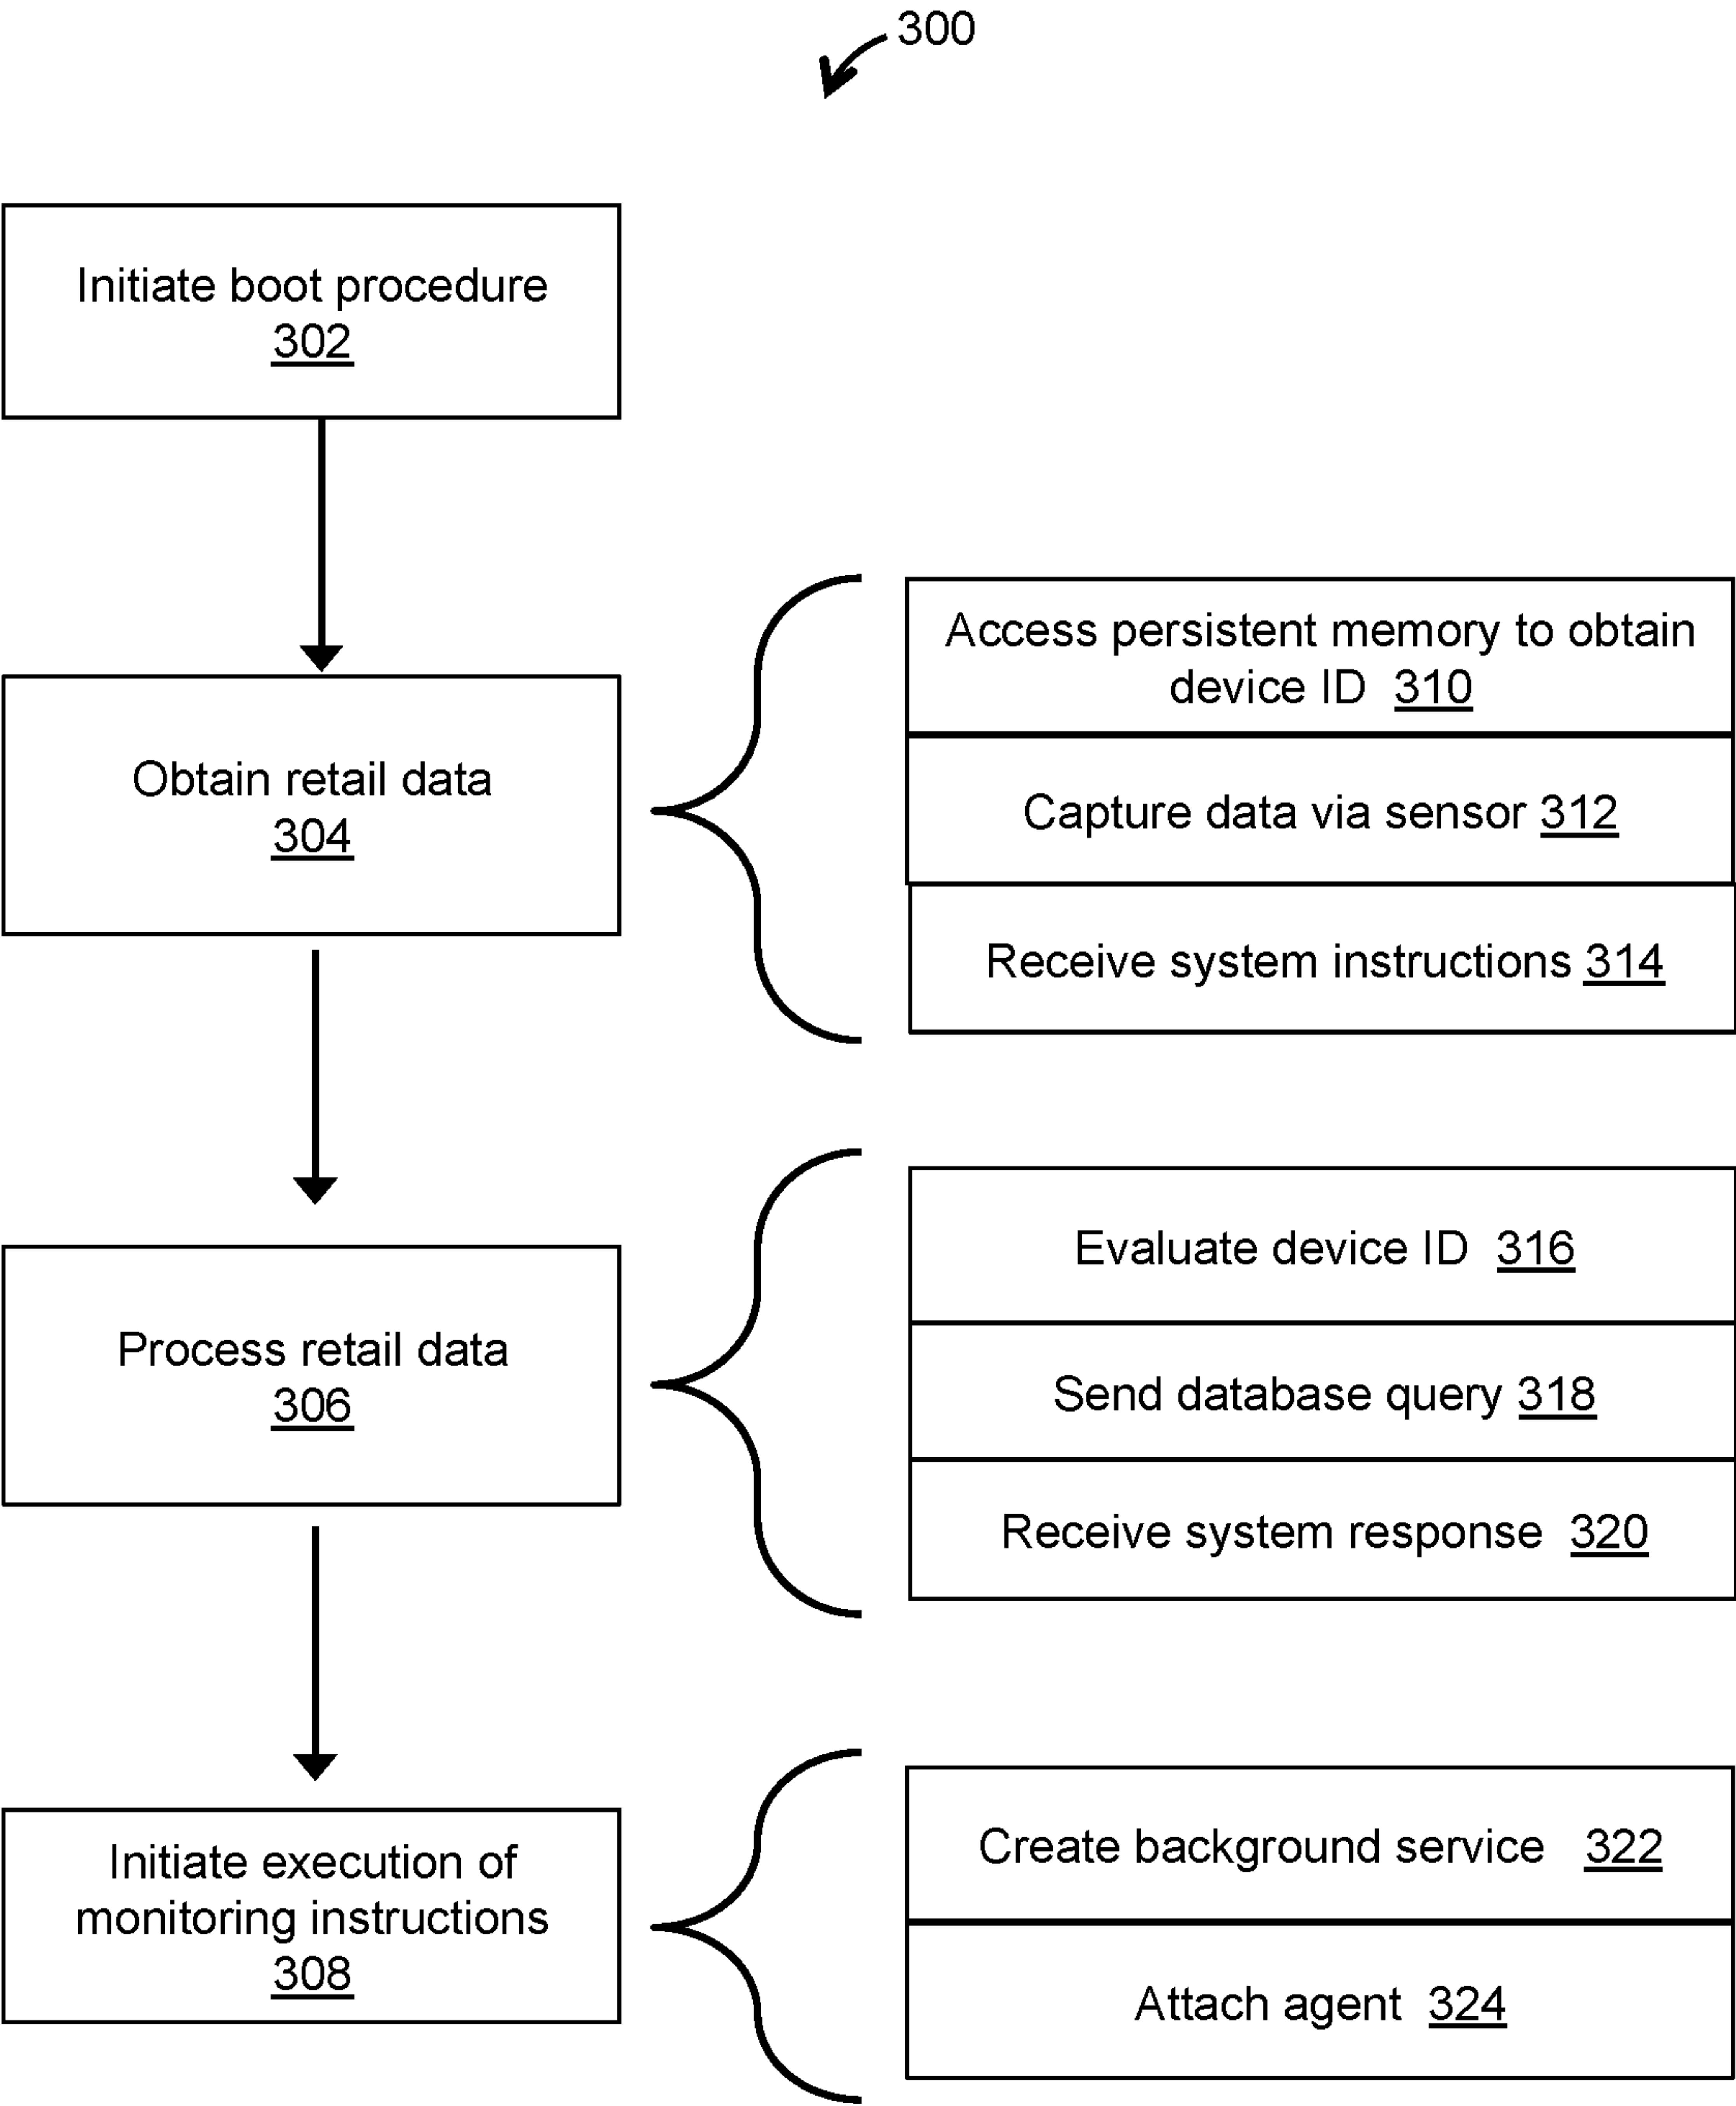 300
Initiate boot procedure
302
Obtain retail data
304
Access persistent memory to obtain
device ID 310
Capture data via sensor 312
Receive system instructions 314
Process retail data
306
Evaluate device ID 316
Send database query 318
Receive system response 320
Initiate execution of
monitoring instructions
308
Create background service 322
Attach agent 324